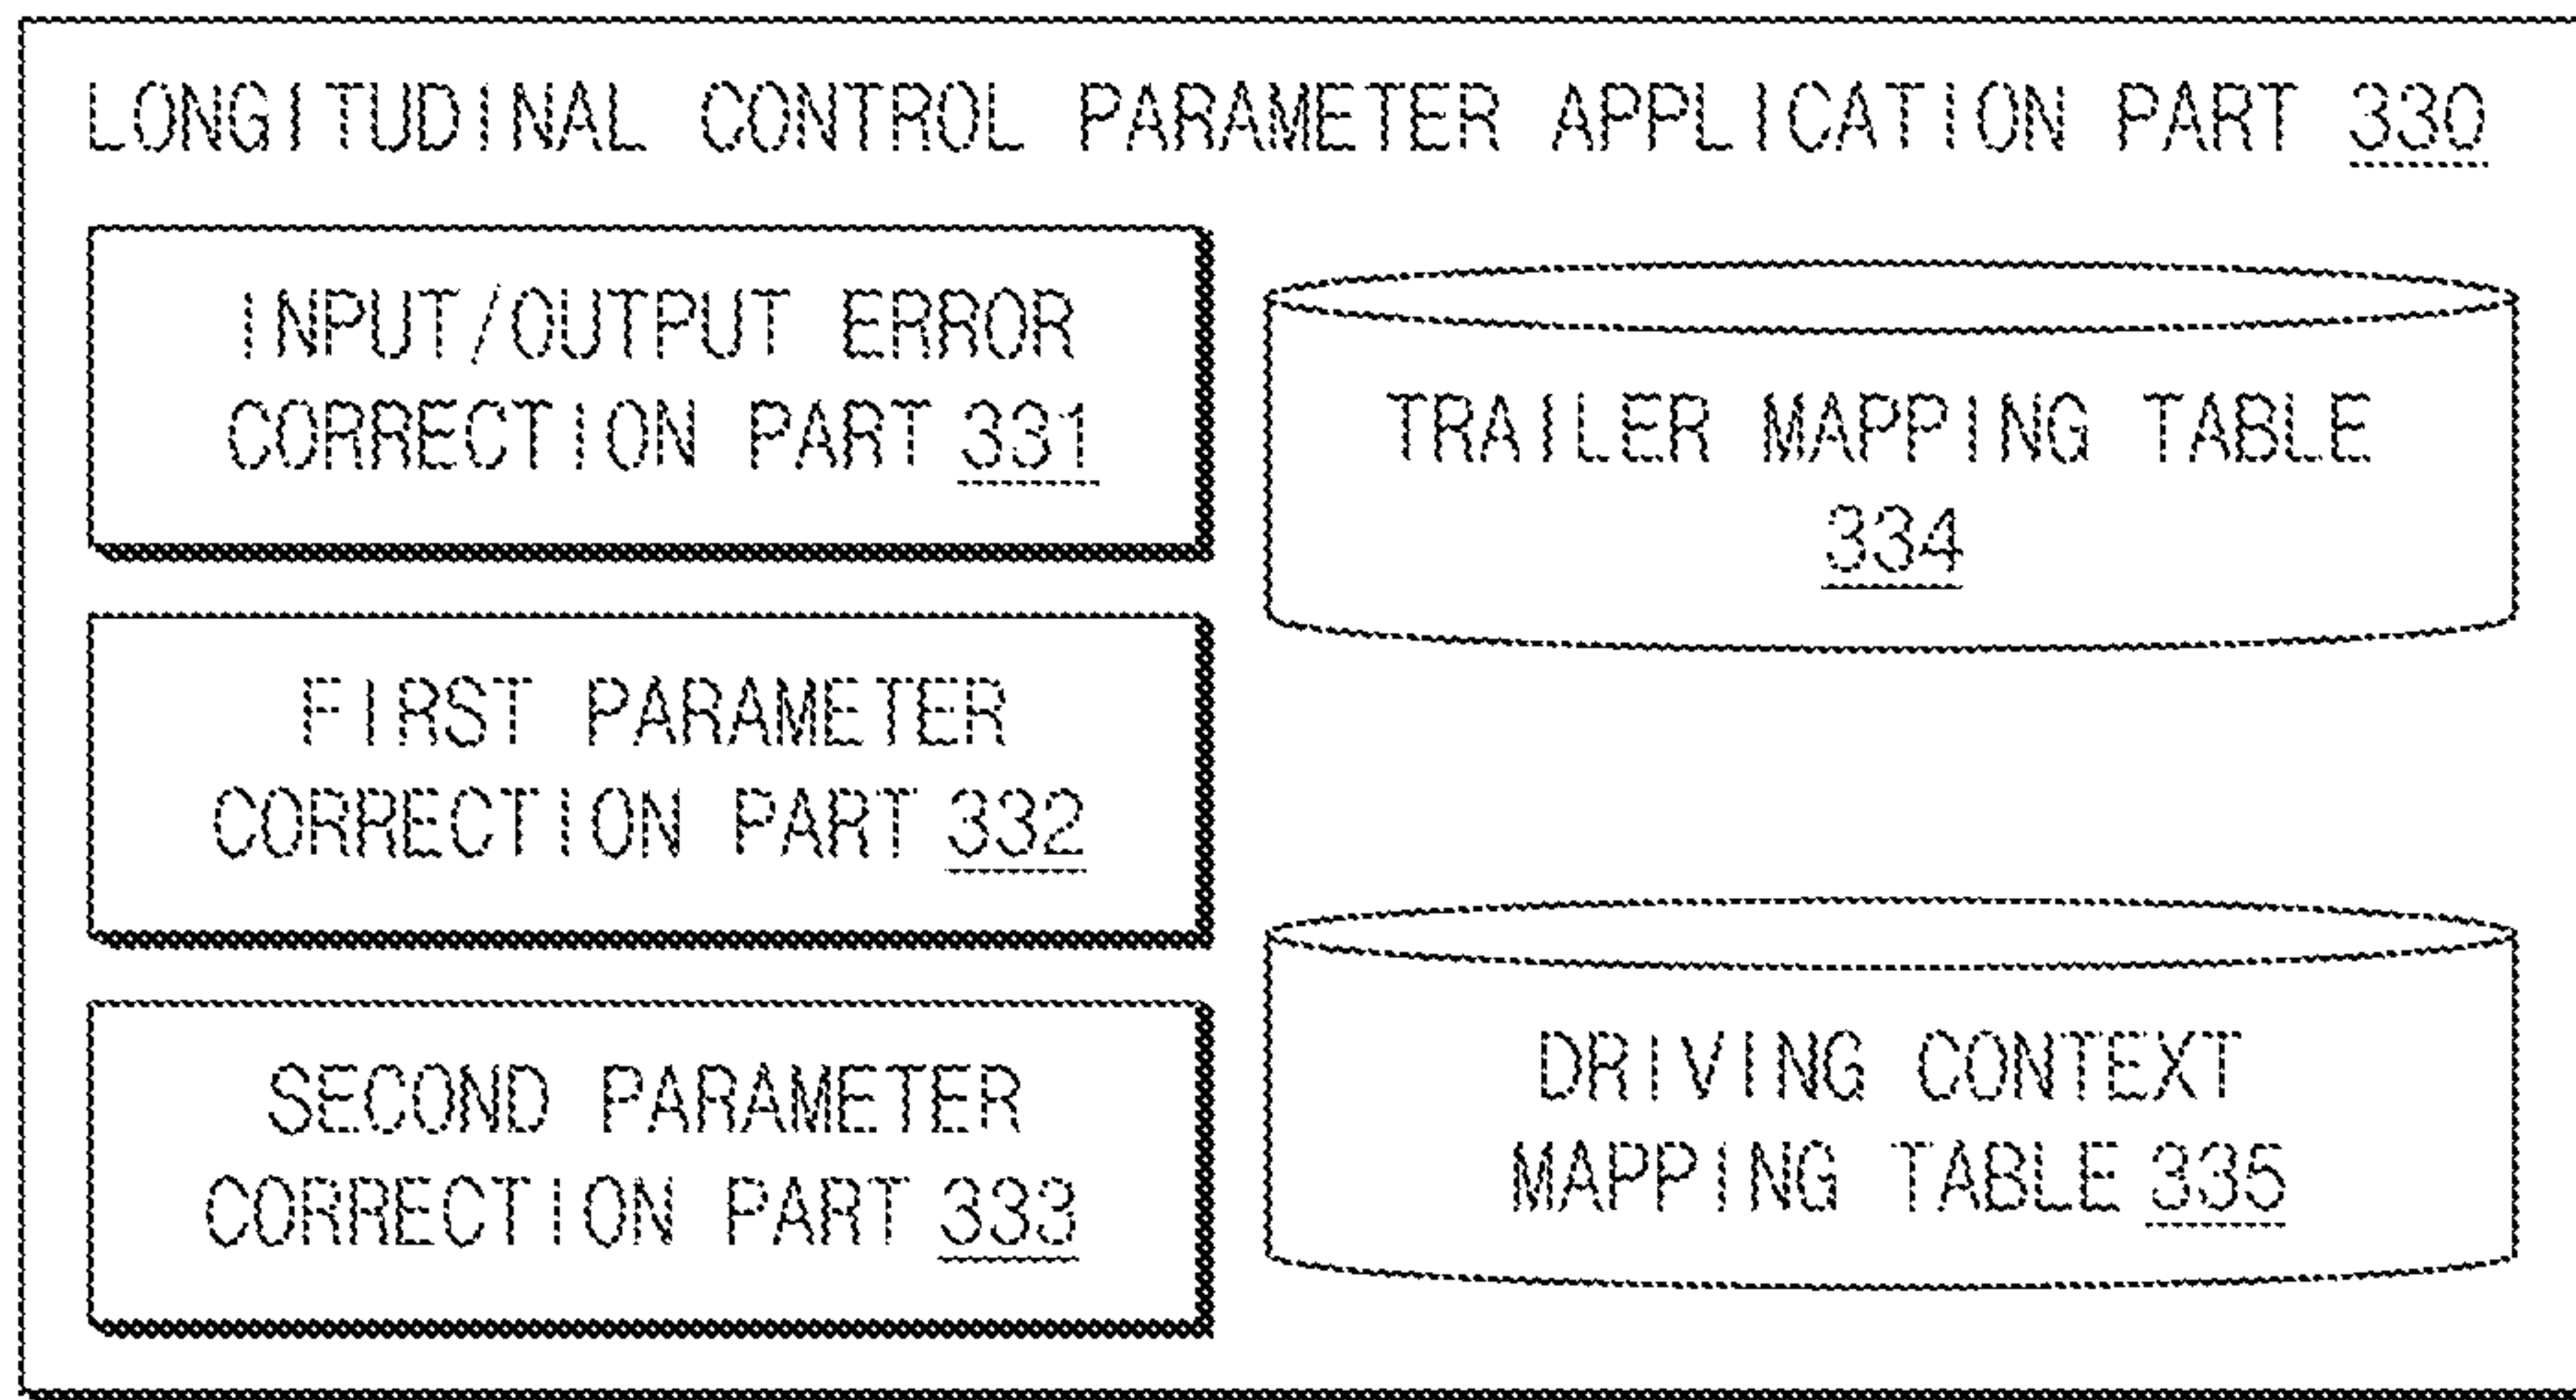 LONGITUDINAL CONTROL PARAMETER APPLICATION PART 330
INPUT/OUTPUT ERROR
CORRECTION PART 331
FIRST PARAMETER
CORRECTION PART 332
SECOND PARAMETER
CORRECTION PART 333
TRAILER MAPPING TABLE
334
DRIVING CONTEXT
MAPPING TABLE 335